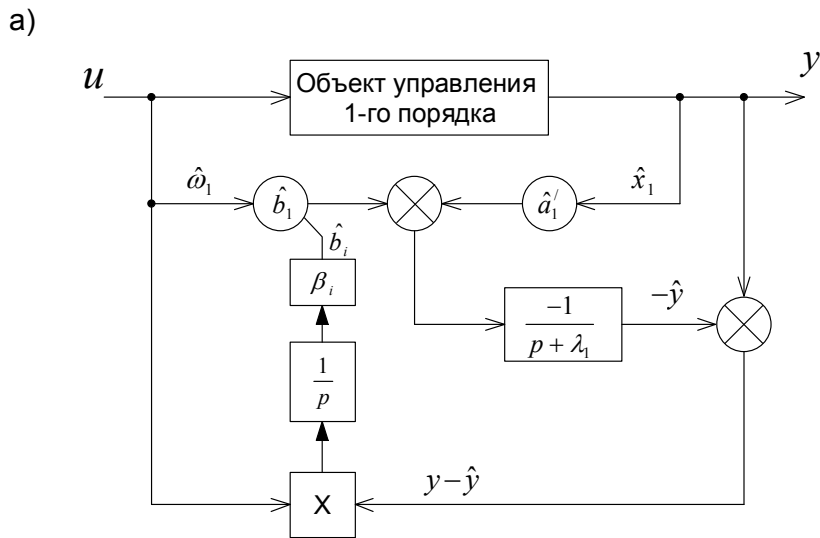 а)
u
Объект управления
1-го порядка
y
ω̂₁
b̂₁
â₁′
x̂₁
b̂ᵢ
βᵢ
−1
p + λ₁
−ŷ
1
p
X
y − ŷ